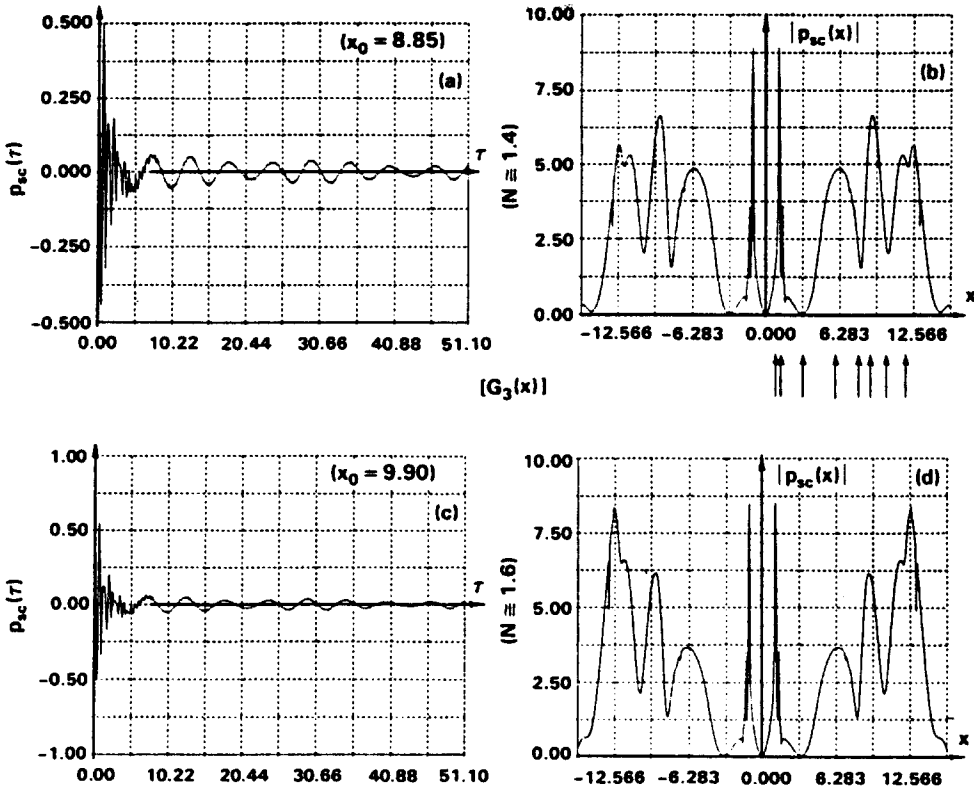 0.500
0.250
0.000
-0.250
-0.500
p_sc(τ)
(x₀ = 8.85)
(a)
τ
0.00 10.22 20.44 30.66 40.88 51.10
10.00
7.50
5.00
2.50
0.00
(N ≅ 1.4)
|p_sc(x)|
(b)
x
-12.566 -6.283 0.000 6.283 12.566
[G₃(x)]
1.00
0.50
0.00
-0.50
-1.00
p_sc(τ)
(x₀ = 9.90)
(c)
τ
0.00 10.22 20.44 30.66 40.88 51.10
10.00
7.50
5.00
2.50
0.00
(N ≅ 1.6)
|p_sc(x)|
(d)
x
-12.566 -6.283 0.000 6.283 12.566